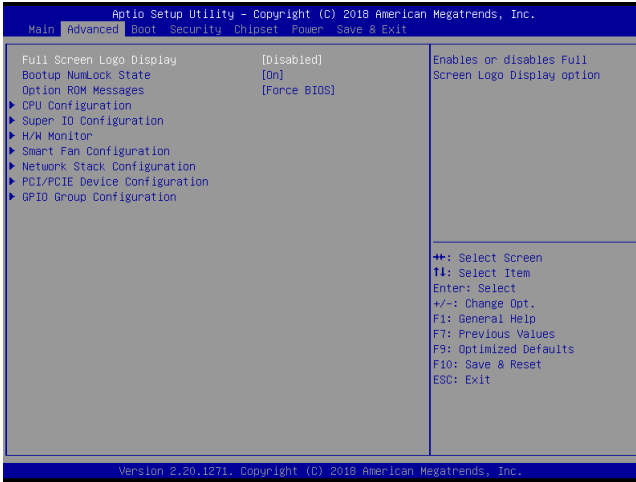 Aptio Setup Utility – Copyright (C) 2018 American Megatrends, Inc.
Main Advanced Boot Security Chipset Power Save & Exit
Full Screen Logo Display [Disabled]
Bootup NumLock State [On]
Option ROM Messages [Force BIOS]
CPU Configuration
Super IO Configuration
H/W Monitor
Smart Fan Configuration
Network Stack Configuration
PCI/PCIE Device Configuration
GPIO Group Configuration
Enables or disables Full
Screen Logo Display option
→←: Select Screen
↑↓: Select Item
Enter: Select
+/-: Change Opt.
F1: General Help
F7: Previous Values
F9: Optimized Defaults
F10: Save & Reset
ESC: Exit
Version 2.20.1271. Copyright (C) 2018 American Megatrends, Inc.